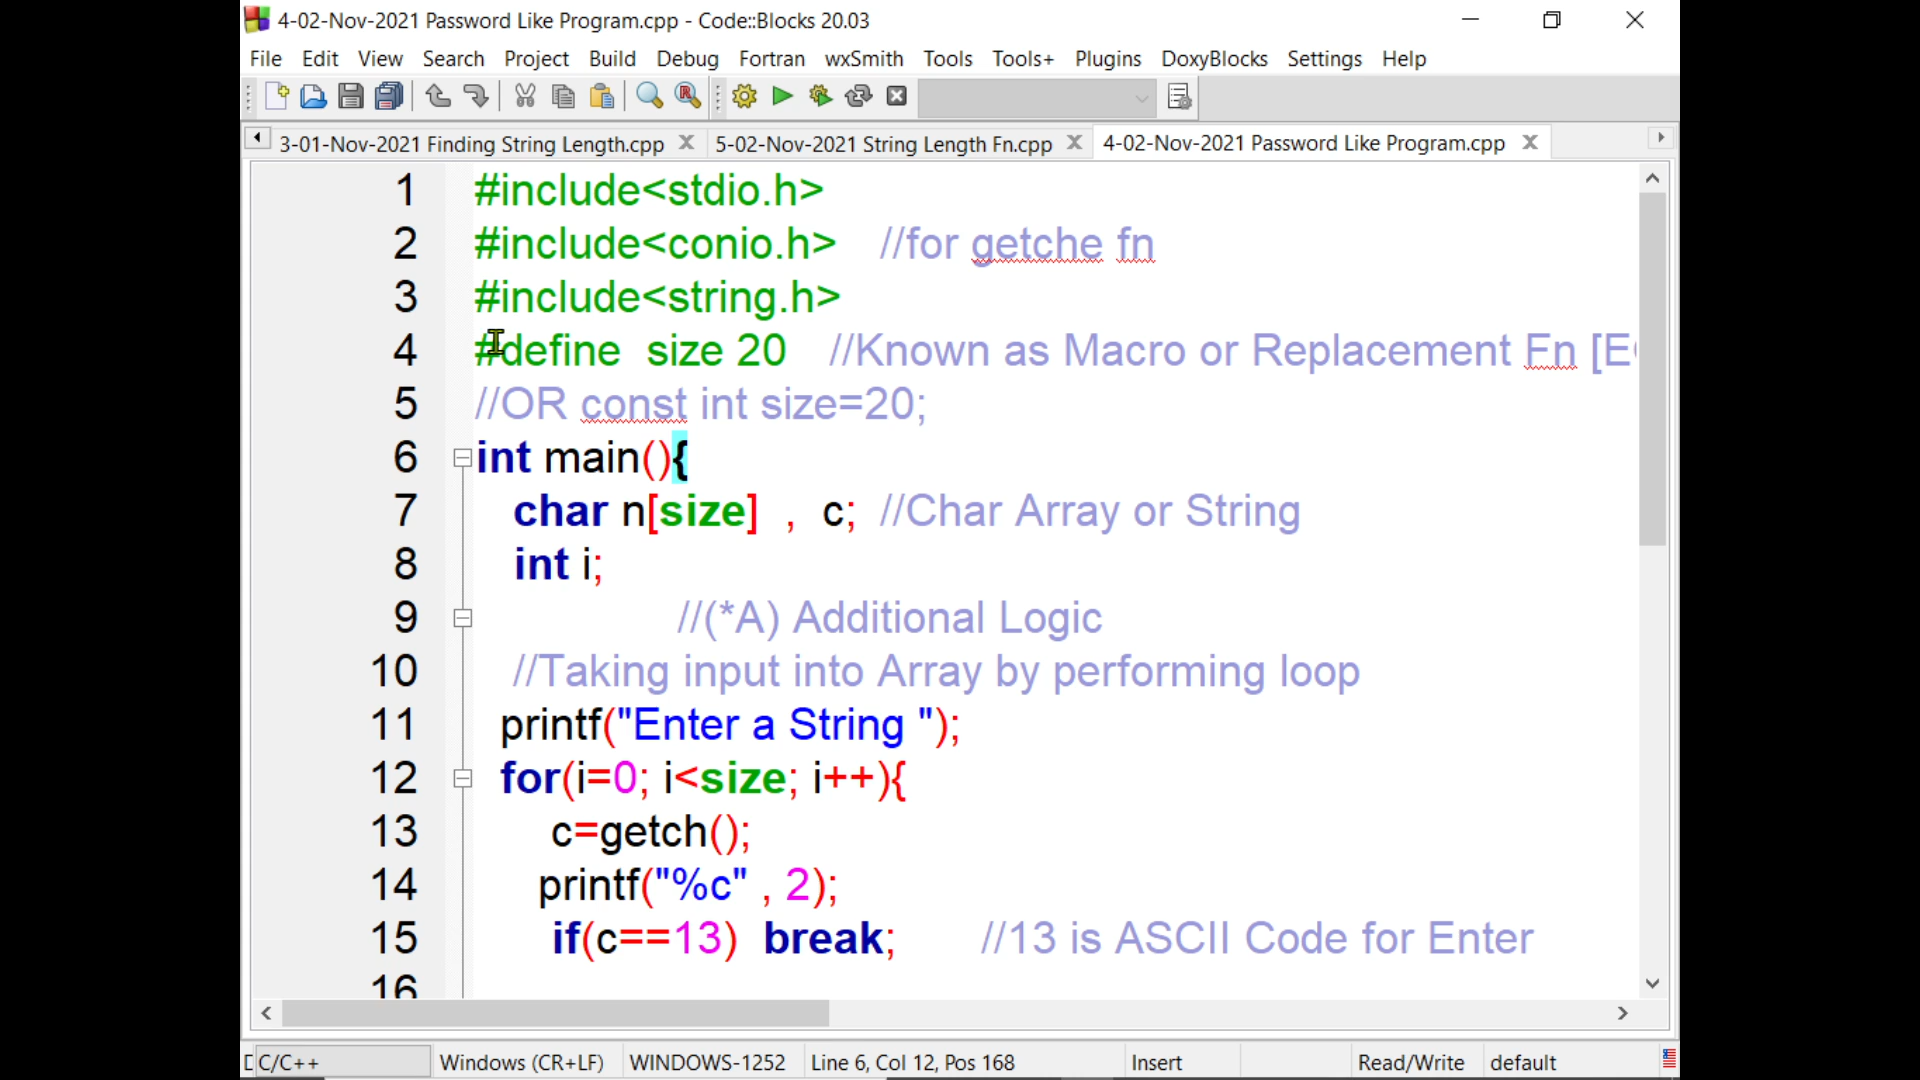 4-02-Nov-2021 Password Like Program.cpp - Code::Blocks 20.03
File Edit View Search Project Build Debug Fortran wxSmith Tools Tools+ Plugins DoxyBlocks Settings Help
3-01-Nov-2021 Finding String Length.cpp 5-02-Nov-2021 String Length Fn.cpp 4-02-Nov-2021 Password Like Program.cpp
1 #include<stdio.h>
2 #include<conio.h> //for getche fn
3 #include<string.h>
4 #define size 20 //Known as Macro or Replacement Fn [E
5 //OR const int size=20;
6 int main(){
7 char n[size] , c; //Char Array or String
8 int i;
9 //(*A) Additional Logic
10 //Taking input into Array by performing loop
11 printf("Enter a String ");
12 for(i=0; i<size; i++){
13 c=getch();
14 printf("%c" , 2);
15 if(c==13) break; //13 is ASCII Code for Enter
16
C/C++ Windows (CR+LF) WINDOWS-1252 Line 6, Col 12, Pos 168 Insert Read/Write default